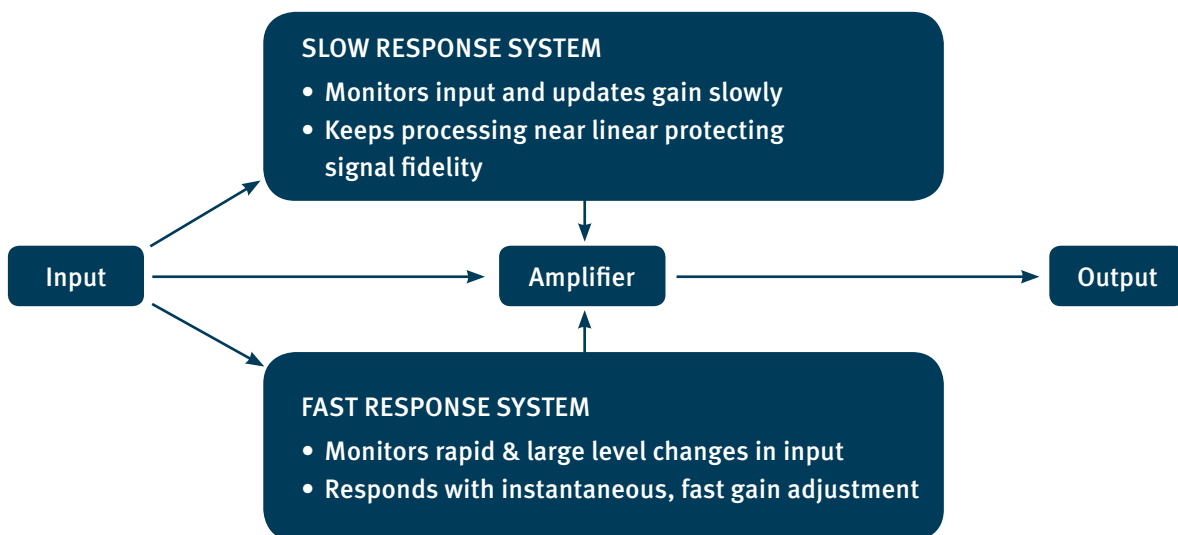 SLOW RESPONSE SYSTEM
• Monitors input and updates gain slowly
• Keeps processing near linear protecting
signal fidelity
Input
Amplifier
Output
FAST RESPONSE SYSTEM
• Monitors rapid & large level changes in input
• Responds with instantaneous, fast gain adjustment